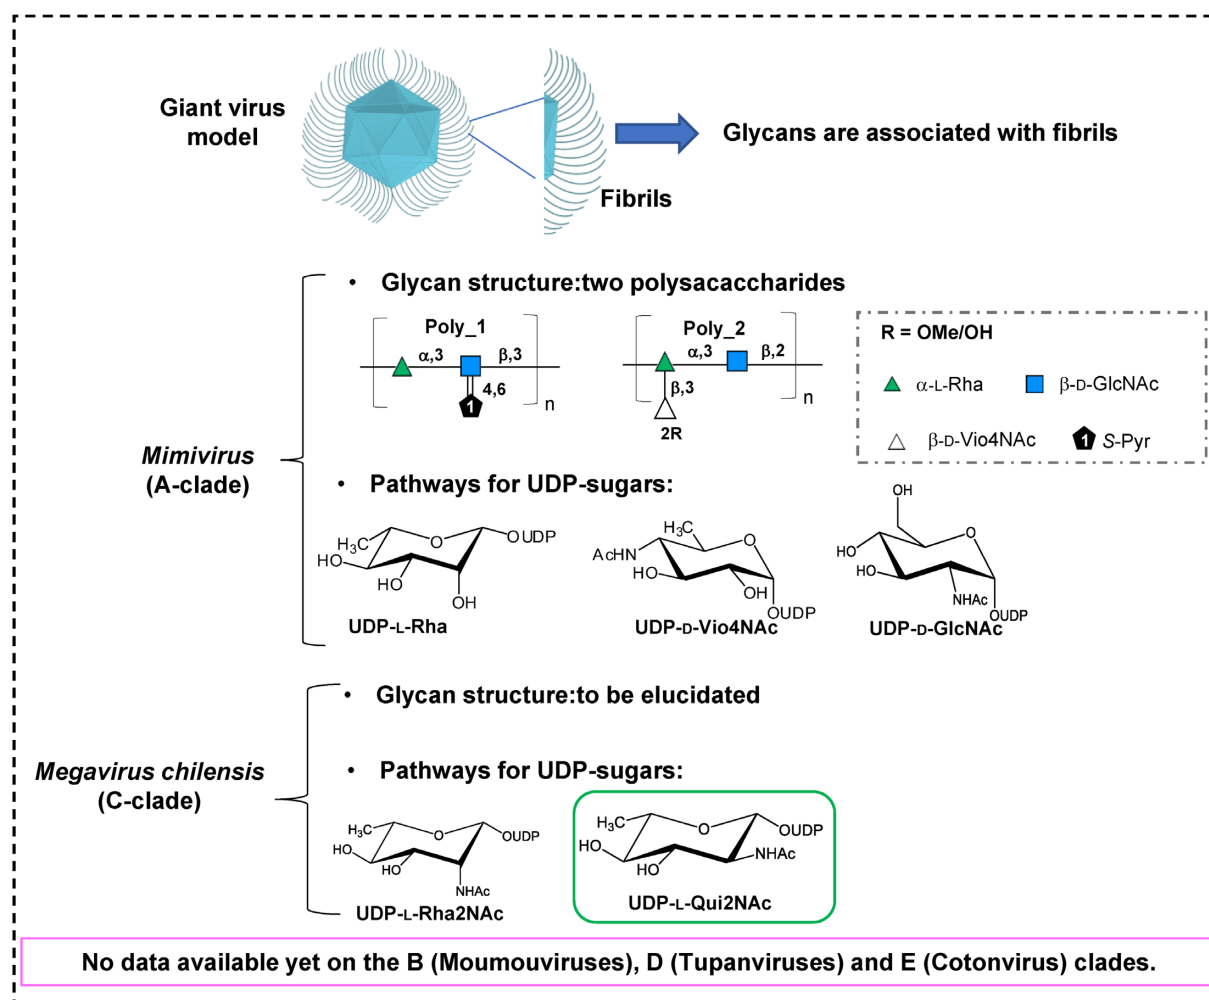 Giant virus
model
Fibrils
Glycans are associated with fibrils
• Glycan structure:two polysacaccharides
Poly_1
α,3
β,3
4,6
1
n
Poly_2
α,3
β,2
β,3
2R
n
R = OMe/OH
α-L-Rha
β-D-GlcNAc
β-D-Vio4NAc
1 S-Pyr
Mimivirus
(A-clade)
• Pathways for UDP-sugars:
H₃C
O
OUDP
HO
HO
OH
UDP-L-Rha
H₃C
AcHN
O
HO
OH
OUDP
UDP-D-Vio4NAc
OH
O
HO
HO
NHAc
OUDP
UDP-D-GlcNAc
• Glycan structure:to be elucidated
Megavirus chilensis
(C-clade)
• Pathways for UDP-sugars:
H₃C
O
OUDP
HO
HO
NHAc
UDP-L-Rha2NAc
H₃C
O
OUDP
HO
HO
NHAc
UDP-L-Qui2NAc
No data available yet on the B (Moumouviruses), D (Tupanviruses) and E (Cotonvirus) clades.